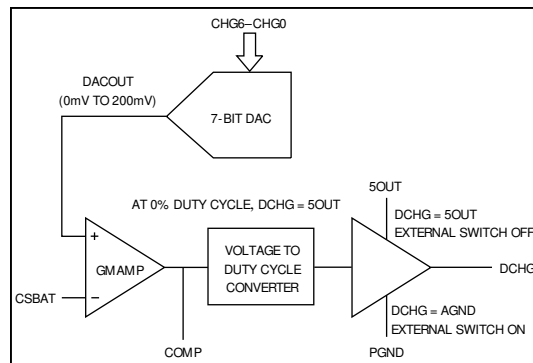 CHG6–CHG0
DACOUT
(0mV TO 200mV)
7-BIT DAC
AT 0% DUTY CYCLE, DCHG = 5OUT
5OUT
DCHG = 5OUT
EXTERNAL SWITCH OFF
+
GMAMP
VOLTAGE TO
DUTY CYCLE
CONVERTER
DCHG
CSBAT
–
DCHG = AGND
EXTERNAL SWITCH ON
COMP
PGND